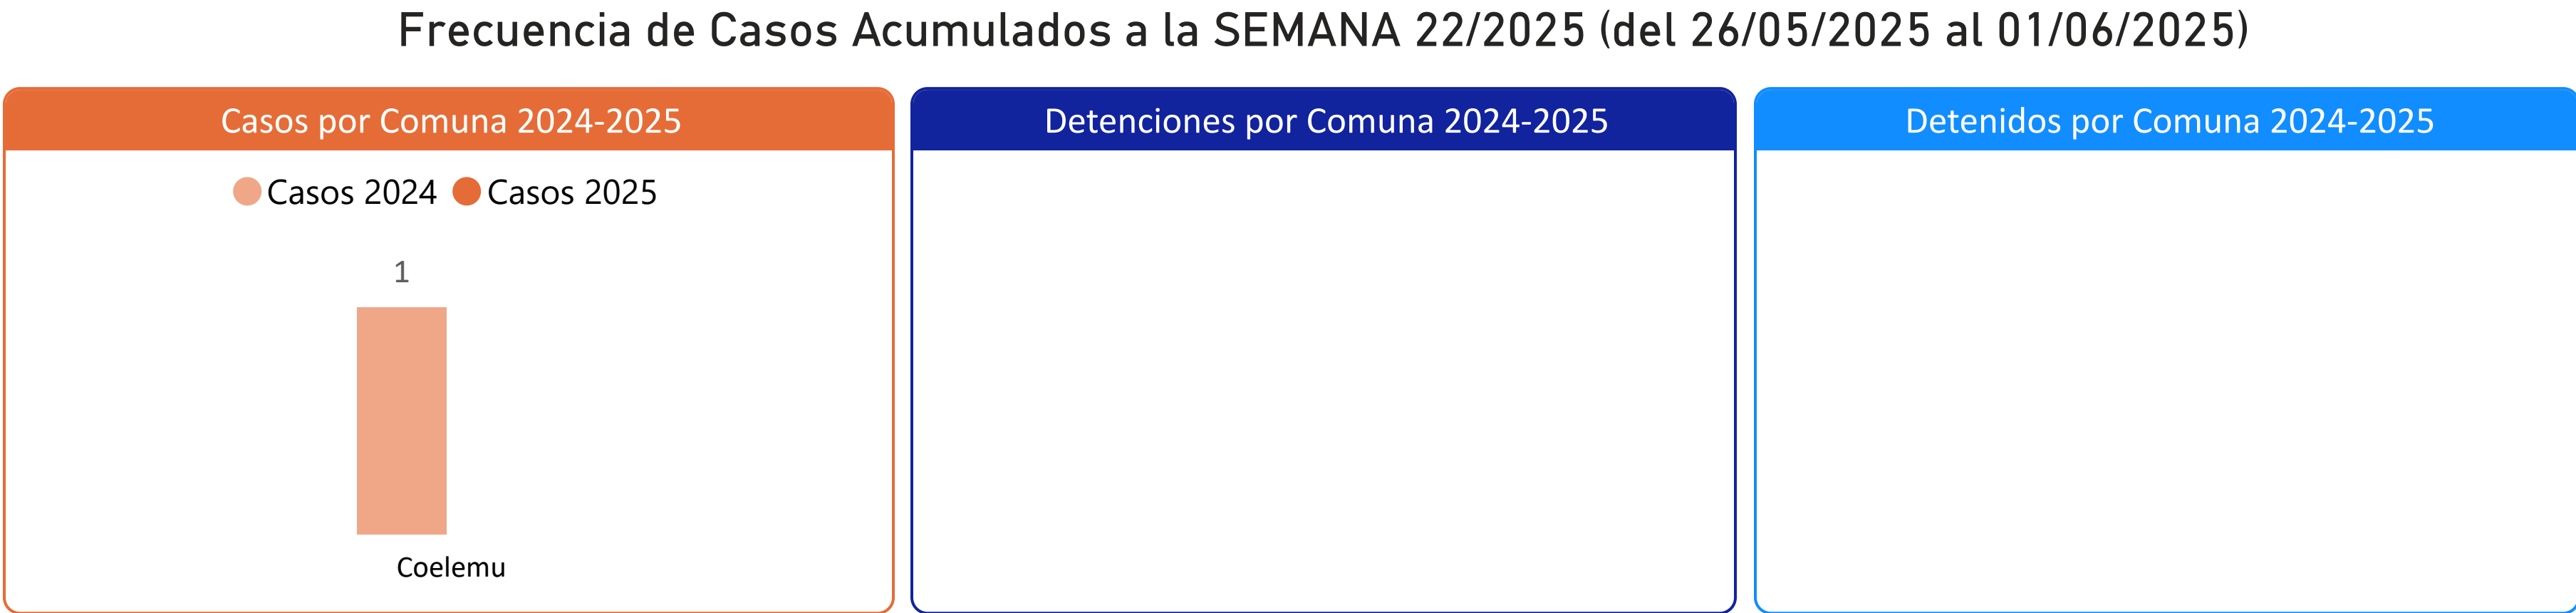 Frecuencia de Casos Acumulados a la SEMANA 22/2025 (del 26/05/2025 al 01/06/2025)
Casos por Comuna 2024-2025
Casos 2024 Casos 2025
1
Coelemu
Detenciones por Comuna 2024-2025
Detenidos por Comuna 2024-2025